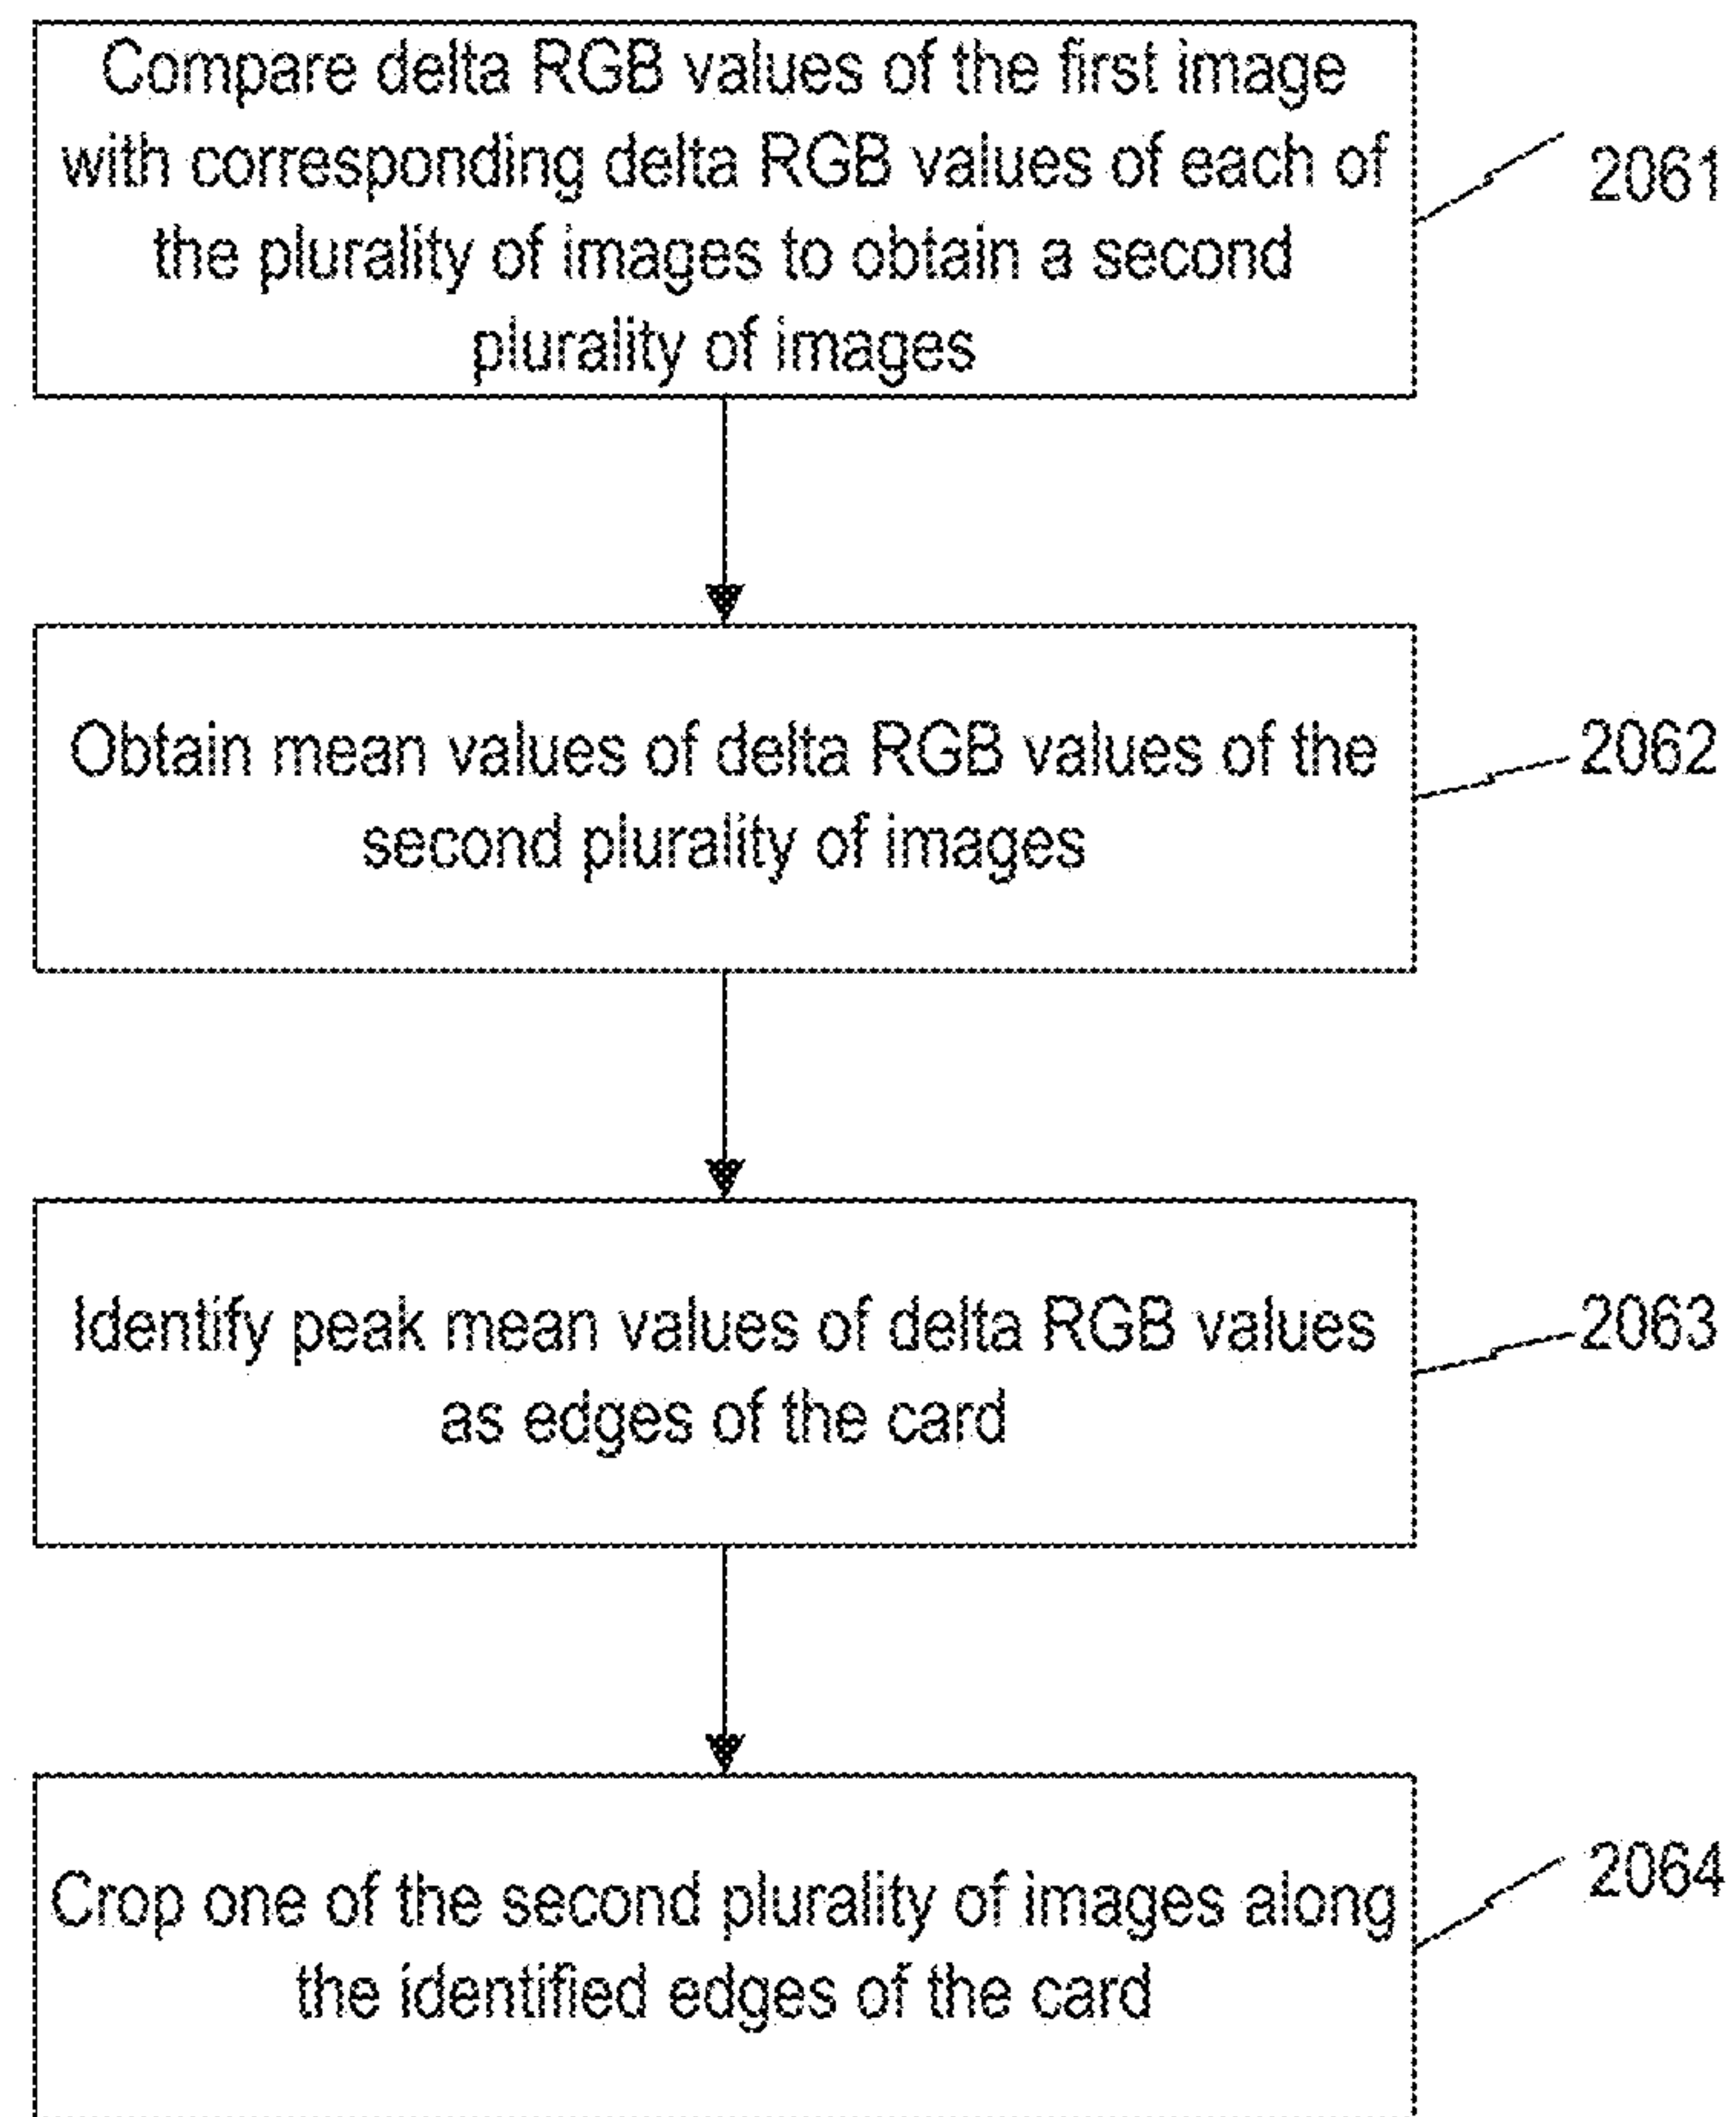 Compare delta RGB values of the first image
with corresponding delta RGB values of each of
the plurality of images to obtain a second
plurality of images
2061
Obtain mean values of delta RGB values of the
second plurality of images
2062
Identify peak mean values of delta RGB values
as edges of the card
2063
Crop one of the second plurality of images along
the identified edges of the card
2064